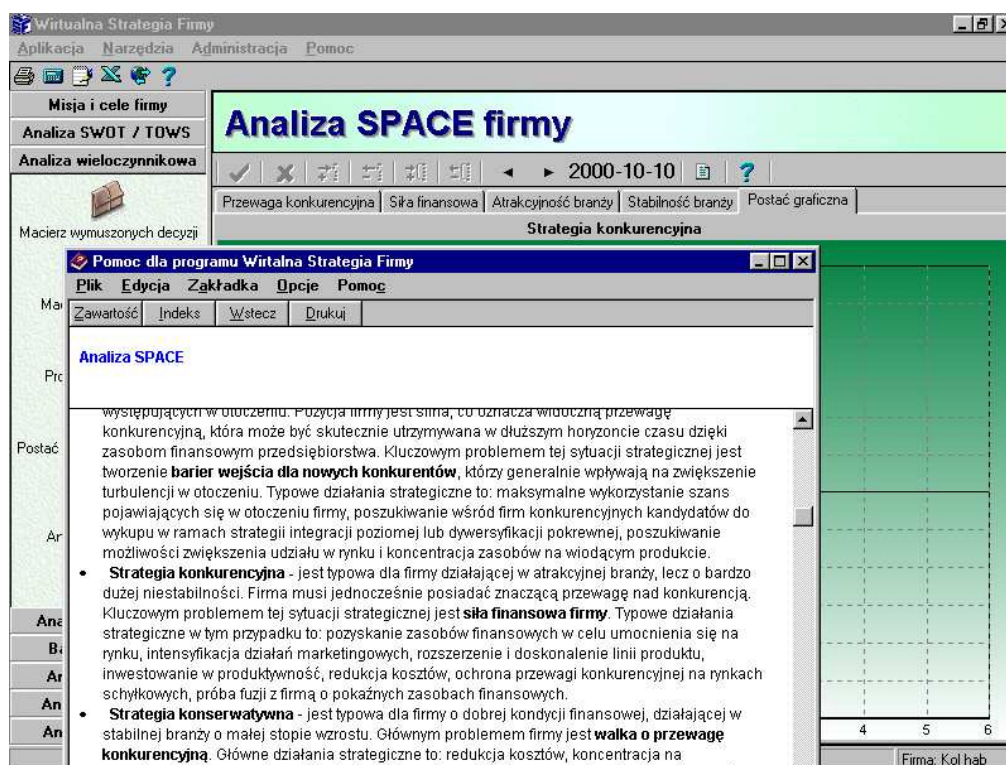 Wirtualna Strategia Firmy
Aplikacja Narzędzia Administracja Pomoc
Misja i cele firmy
Analiza SWOT / TOWS
Analiza wieloczynnikowa
Macierz wymuszonych decyzji
Postać
Analiza SPACE firmy
2000-10-10
Przewaga konkurencyjna Siła finansowa Atrakcyjność branży Stabilność branży Postać graficzna
Strategia konkurencyjna
Pomoc dla programu Wirtalna Strategia Firmy
Plik Edycja Zakładka Opcje Pomoc
Zawartość Indeks Wstecz Drukuj
Analiza SPACE
występujących w otoczeniu. Pozycja firmy jest silna, co oznacza widoczną przewagę
konkurencyjną, która może być skutecznie utrzymywana w dłuższym horyzoncie czasu dzięki
zasobom finansowym przedsiębiorstwa. Kluczowym problemem tej sytuacji strategicznej jest
tworzenie barier wejścia dla nowych konkurentów, którzy generalnie wpływają na zwiększenie
turbulencji w otoczeniu. Typowe działania strategiczne to: maksymalne wykorzystanie szans
pojawiających się w otoczeniu firmy, poszukiwanie wśród firm konkurencyjnych kandydatów do
wykupu w ramach strategii integracji poziomej lub dywersyfikacji pokrewnej, poszukiwanie
możliwości zwiększenia udziału w rynku i koncentracja zasobów na wiodącym produkcie.
• Strategia konkurencyjna - jest typowa dla firmy działającej w atrakcyjnej branży, lecz o bardzo
dużej niestabilności. Firma musi jednocześnie posiadać znaczącą przewagę nad konkurencją.
Kluczowym problemem tej sytuacji strategicznej jest siła finansowa firmy. Typowe działania
strategiczne w tym przypadku to: pozyskanie zasobów finansowych w celu umocnienia się na
rynku, intensyfikacja działań marketingowych, rozszerzenie i doskonalenie linii produktu,
inwestowanie w produktywność, redukcja kosztów, ochrona przewagi konkurencyjnej na rynkach
schyłkowych, próba fuzji z firmą o pokaźnych zasobach finansowych.
• Strategia konserwatywna - jest typowa dla firmy o dobrej kondycji finansowej, działającej w
stabilnej branży o małej stopie wzrostu. Głównym problemem firmy jest walka o przewagę
konkurencyjną. Główne działania strategiczne to: redukcja kosztów, koncentracja na
4 5 6
Firma: Kol hab